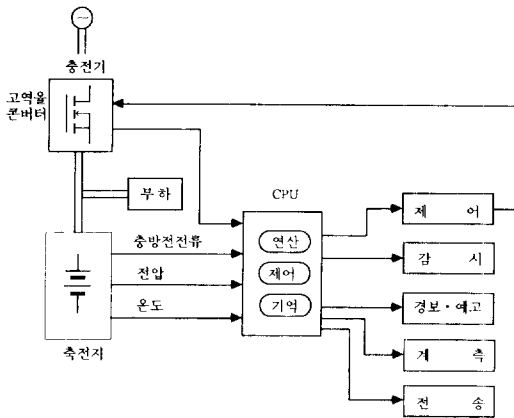 충전기
고역율
콘버터
부하
CPU
제 어
연산
충방전전류
감 시
전압
제어
온도
기억
경보·예고
축전지
계 측
전 송